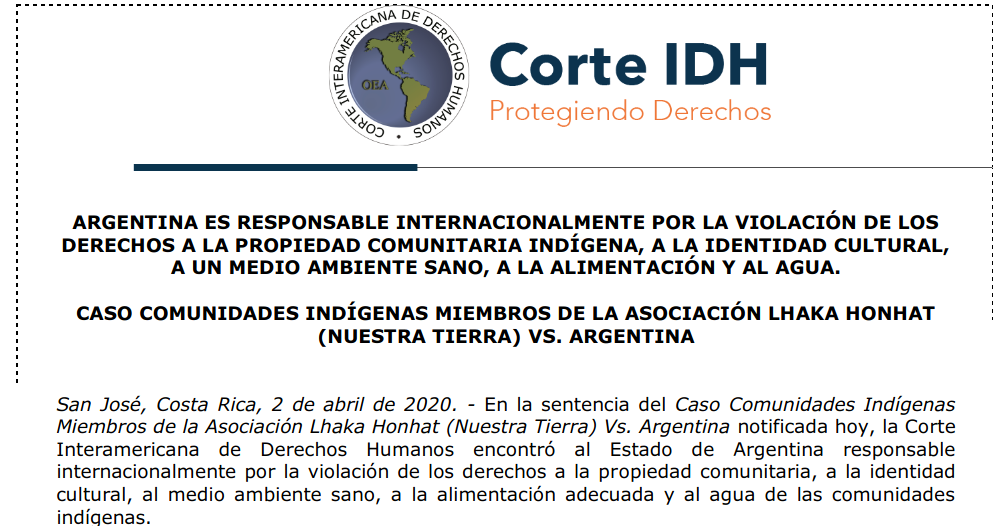 CORTE INTERAMERICANA DE DERECHOS HUMANOS
OEA
Corte IDH
Protegiendo Derechos
ARGENTINA ES RESPONSABLE INTERNACIONALMENTE POR LA VIOLACIÓN DE LOS
DERECHOS A LA PROPIEDAD COMUNITARIA INDÍGENA, A LA IDENTIDAD CULTURAL,
A UN MEDIO AMBIENTE SANO, A LA ALIMENTACIÓN Y AL AGUA.
CASO COMUNIDADES INDÍGENAS MIEMBROS DE LA ASOCIACIÓN LHAKA HONHAT
(NUESTRA TIERRA) VS. ARGENTINA
San José, Costa Rica, 2 de abril de 2020. - En la sentencia del Caso Comunidades Indígenas
Miembros de la Asociación Lhaka Honhat (Nuestra Tierra) Vs. Argentina notificada hoy, la Corte
Interamericana de Derechos Humanos encontró al Estado de Argentina responsable
internacionalmente por la violación de los derechos a la propiedad comunitaria, a la identidad
cultural, al medio ambiente sano, a la alimentación adecuada y al agua de las comunidades
indígenas.